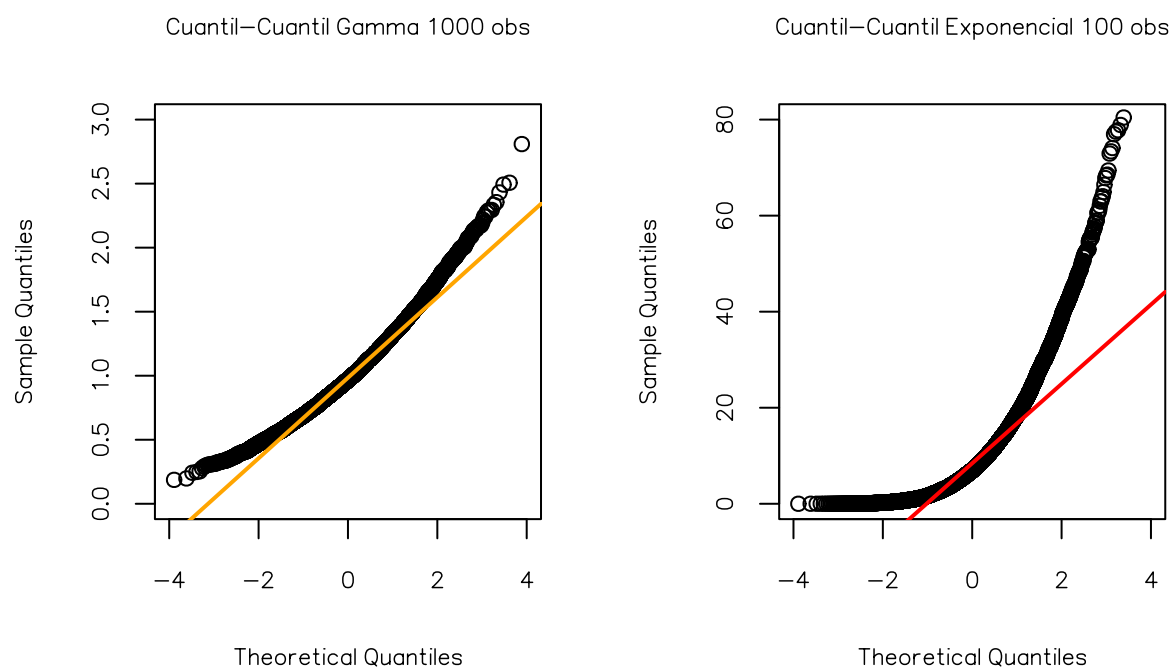 Cuantil−Cuantil Gamma 1000 obs
Sample Quantiles
3.0
2.5
2.0
1.5
1.0
0.5
0.0
−4 −2 0 2 4
Theoretical Quantiles
Cuantil−Cuantil Exponencial 100 obs
Sample Quantiles
80
60
40
20
0
−4 −2 0 2 4
Theoretical Quantiles